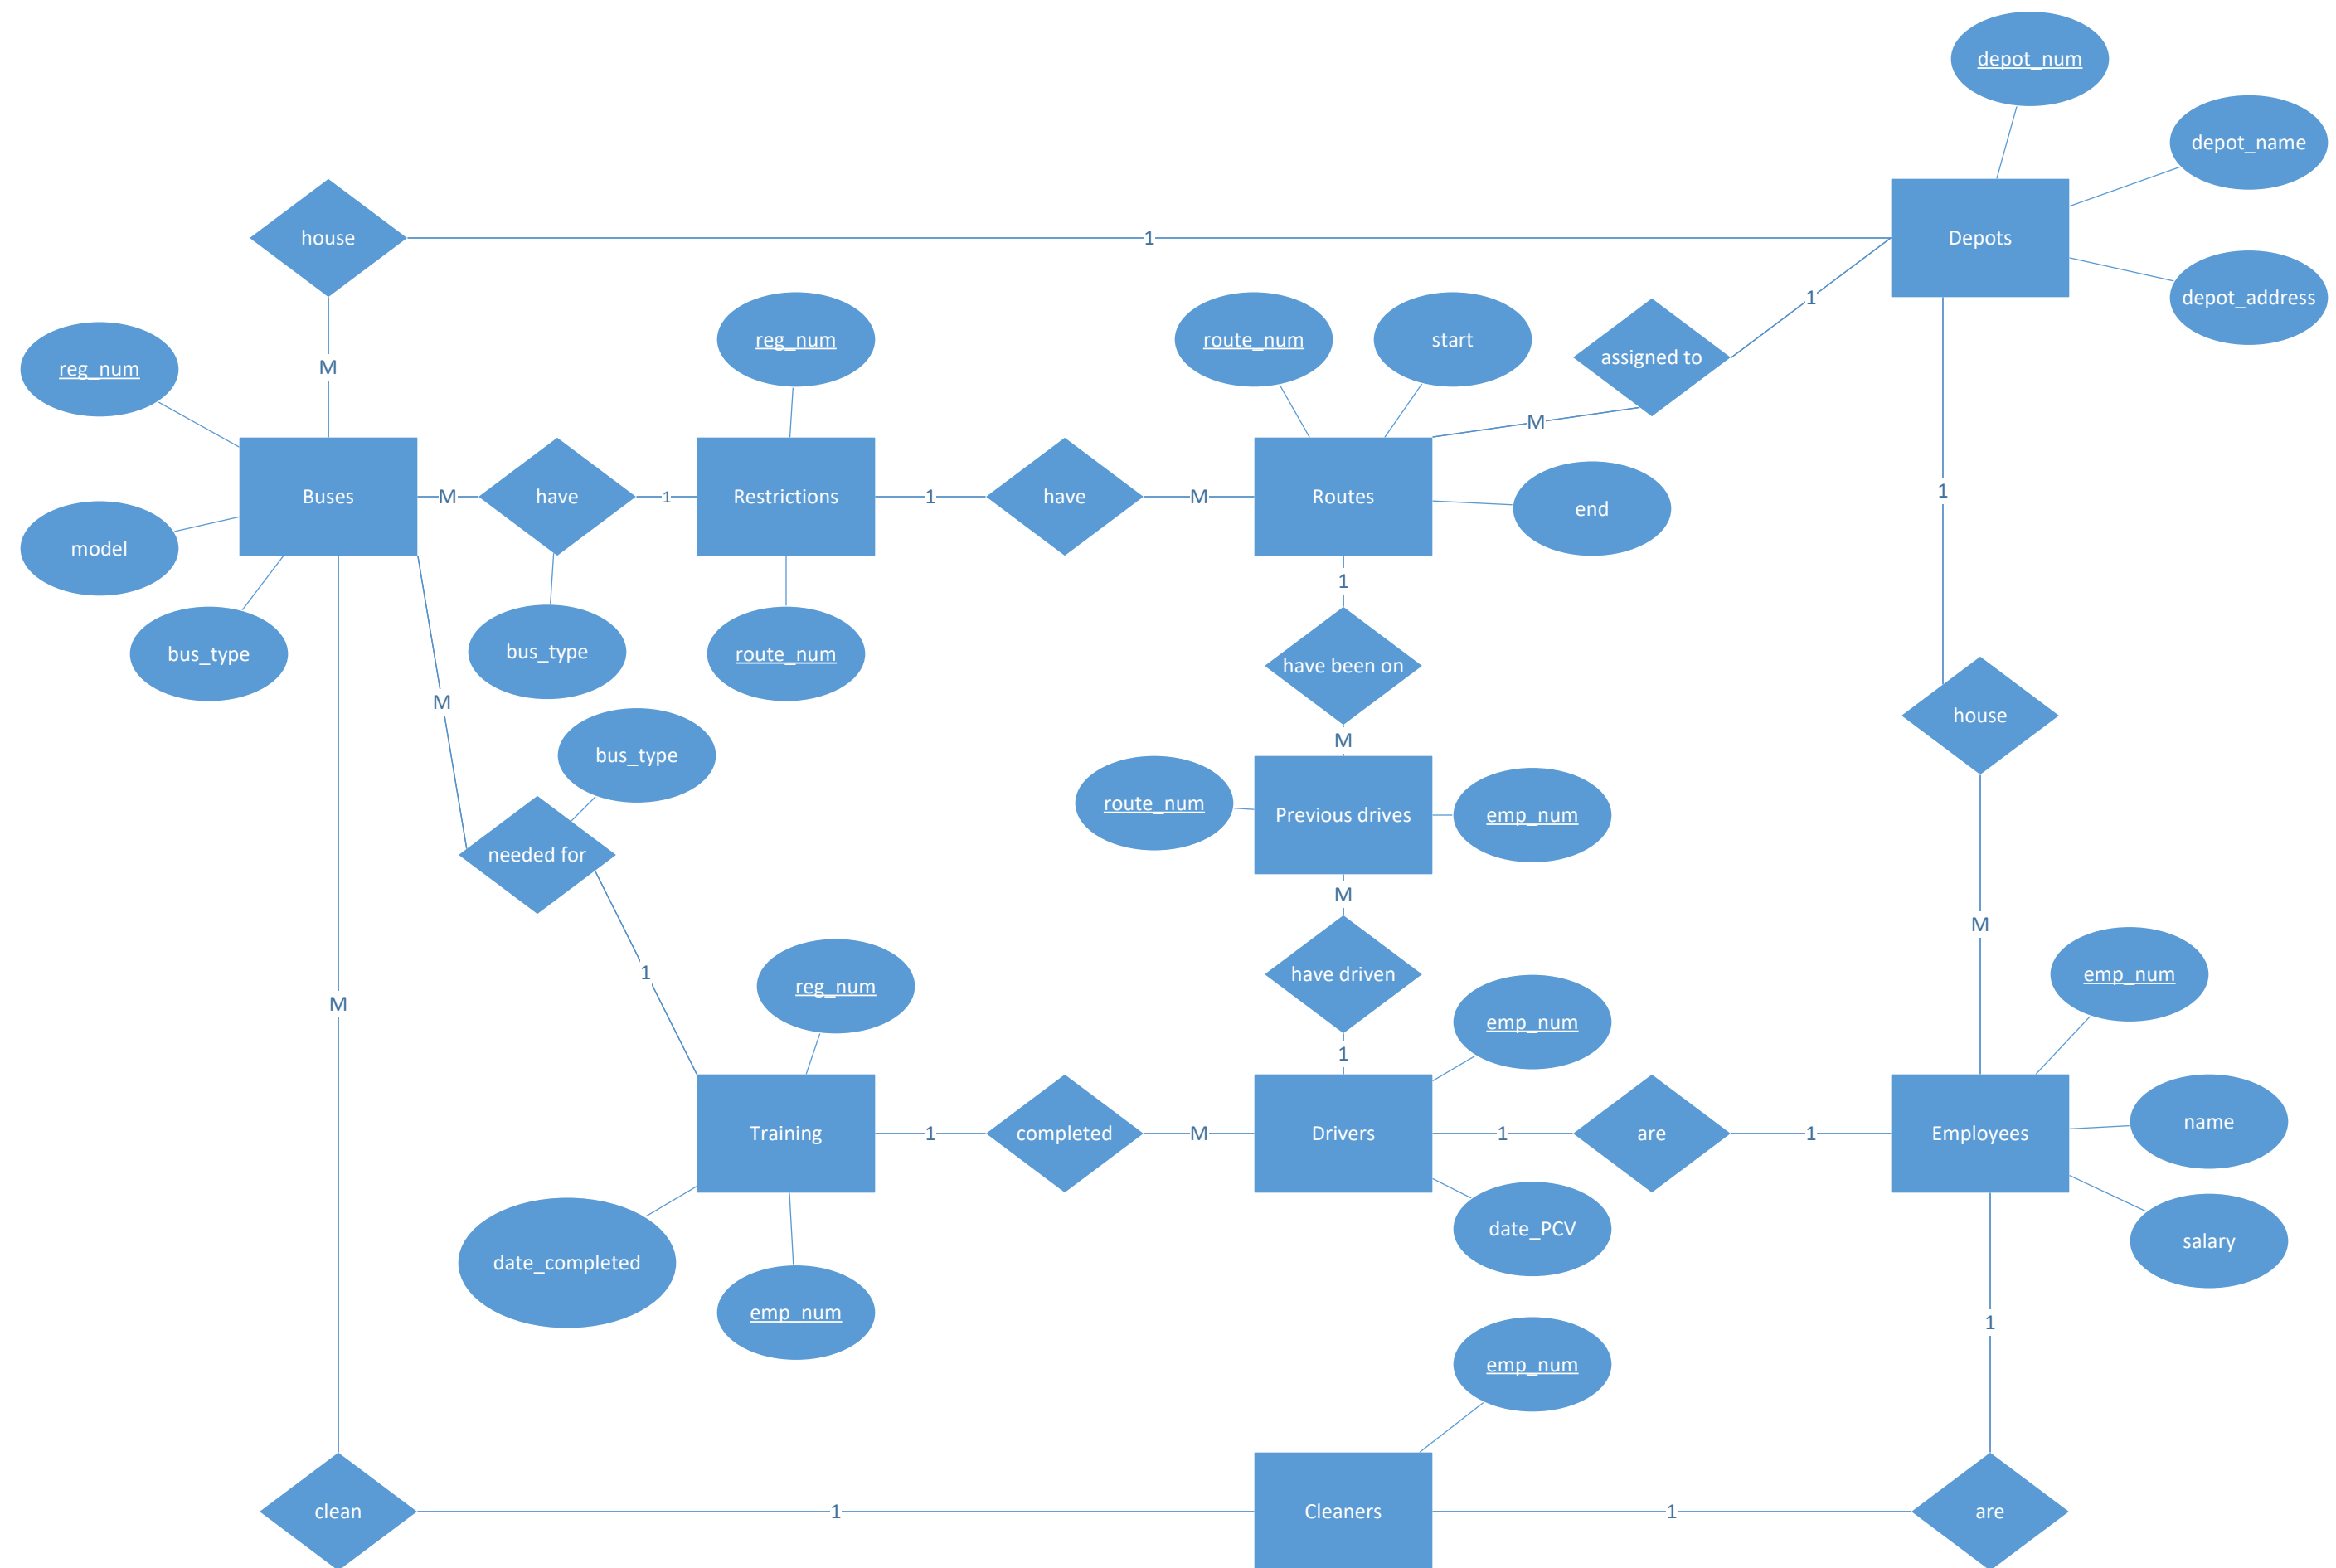 depot_num
depot_name
house
1
Depots
depot_address
1
reg_num
route_num
start
assigned to
M
reg_num
M
Buses
M
have
1
Restrictions
1
have
M
Routes
1
end
model
1
bus_type
bus_type
route_num
have been on
M
house
M
bus_type
route_num
Previous drives
emp_num
needed for
M
M
1
reg_num
have driven
emp_num
M
emp_num
1
Training
1
completed
M
Drivers
1
are
1
Employees
name
date_completed
date_PCV
salary
emp_num
1
emp_num
clean
1
Cleaners
1
are